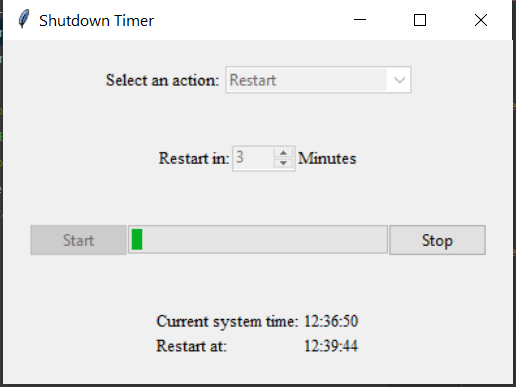 Shutdown Timer
Select an action: Restart
Restart in: 3 Minutes
Start Stop
Current system time: 12:36:50
Restart at: 12:39:44